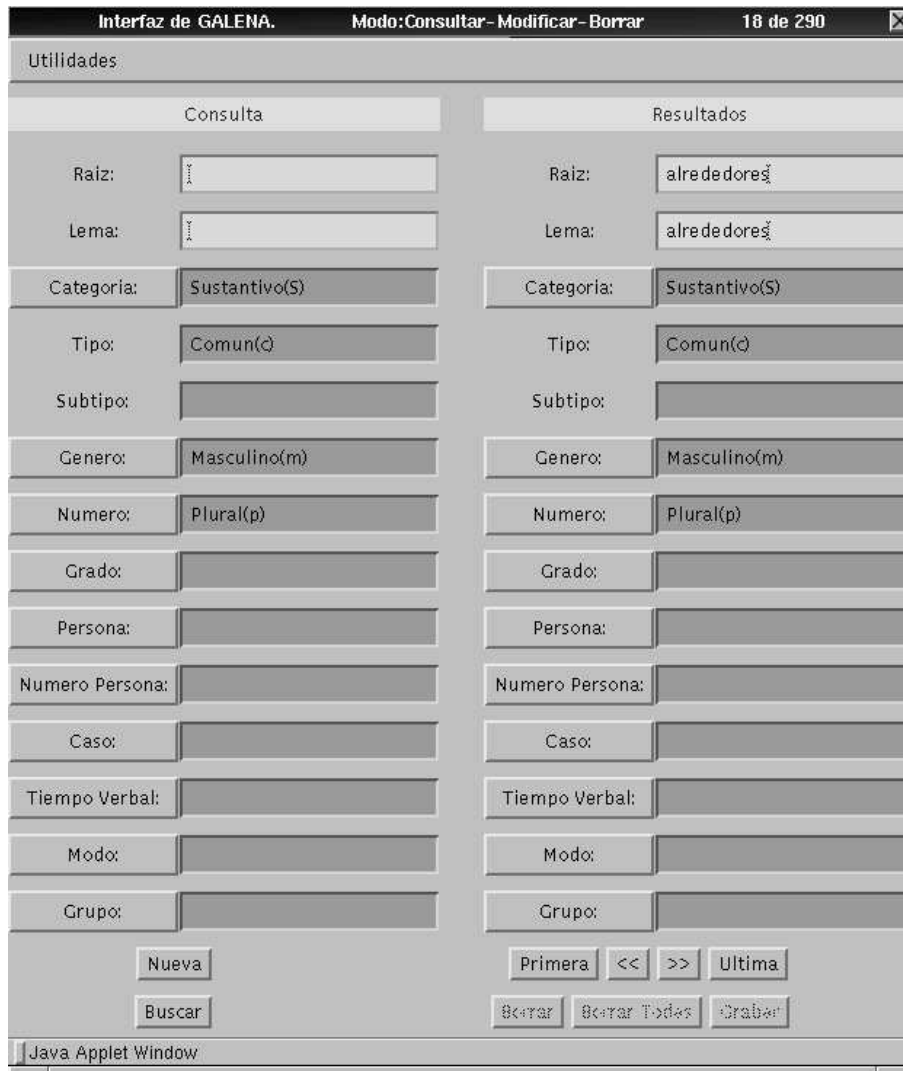 Interfaz de GALENA. Modo:Consultar-Modificar-Borrar 18 de 290
Utilidades
Consulta Resultados
Raiz: Raiz: alrededores
Lema: Lema: alrededores
Categoria: Sustantivo(S) Categoria: Sustantivo(S)
Tipo: Comun(c) Tipo: Comun(c)
Subtipo: Subtipo:
Genero: Masculino(m) Genero: Masculino(m)
Numero: Plural(p) Numero: Plural(p)
Grado: Grado:
Persona: Persona:
Numero Persona: Numero Persona:
Caso: Caso:
Tiempo Verbal: Tiempo Verbal:
Modo: Modo:
Grupo: Grupo:
Nueva Primera << >> Ultima
Buscar Borrar Borrar Todas Grabar
Java Applet Window